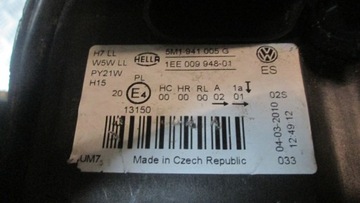 H7 LL
W5W LL
PY21W
H15
HELLA
5M1 941 005 G
1EE 009 948-01
VW
ES
PL
HC HR RL A 1a
20 E4 00 00 00 02 01
13150
02S
04-03-2010
12:49:12
033
UM7
Made in Czech Republic